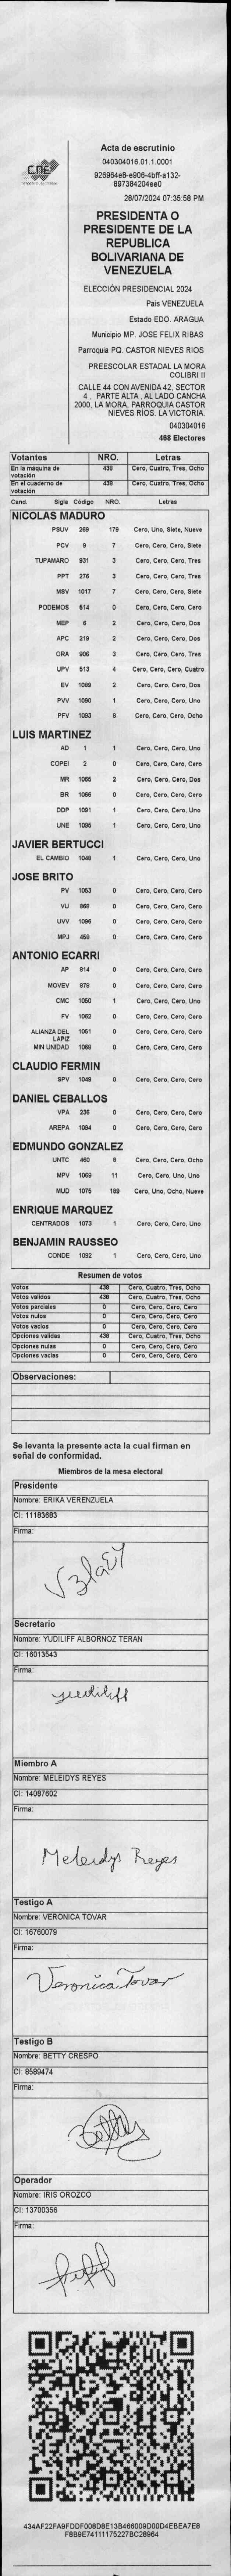 CNE
Acta de escrutinio
040304016.01.1.0001
926964e8-e906-4bff-a132-
897384204ee0
28/07/2024 07:35:58 PM
PRESIDENTA O
PRESIDENTE DE LA
REPUBLICA
BOLIVARIANA DE
VENEZUELA
ELECCIÓN PRESIDENCIAL 2024
País VENEZUELA
Estado EDO. ARAGUA
Municipio MP. JOSE FELIX RIBAS
Parroquia PQ. CASTOR NIEVES RIOS
PREESCOLAR ESTADAL LA MORA
COLIBRI II
CALLE 44 CON AVENIDA 42, SECTOR
4 , PARTE ALTA , AL LADO CANCHA
2000, LA MORA, PARROQUIA CASTOR
NIEVES RÍOS. LA VICTORIA.
040304016
468 Electores
Votantes NRO. Letras
En la máquina de votación 438 Cero, Cuatro, Tres, Ocho
En el cuaderno de votación 438 Cero, Cuatro, Tres, Ocho
Cand. Sigla Código NRO. Letras
NICOLAS MADURO
PSUV 269 179 Cero, Uno, Siete, Nueve
PCV 9 7 Cero, Cero, Cero, Siete
TUPAMARO 931 3 Cero, Cero, Cero, Tres
PPT 276 3 Cero, Cero, Cero, Tres
MSV 1017 7 Cero, Cero, Cero, Siete
PODEMOS 614 0 Cero, Cero, Cero, Cero
MEP 6 2 Cero, Cero, Cero, Dos
APC 219 2 Cero, Cero, Cero, Dos
ORA 906 3 Cero, Cero, Cero, Tres
UPV 513 4 Cero, Cero, Cero, Cuatro
EV 1089 2 Cero, Cero, Cero, Dos
PVV 1090 1 Cero, Cero, Cero, Uno
PFV 1093 8 Cero, Cero, Cero, Ocho
LUIS MARTINEZ
AD 1 1 Cero, Cero, Cero, Uno
COPEI 2 0 Cero, Cero, Cero, Cero
MR 1065 2 Cero, Cero, Cero, Dos
BR 1066 0 Cero, Cero, Cero, Cero
DDP 1091 1 Cero, Cero, Cero, Uno
UNE 1095 1 Cero, Cero, Cero, Uno
JAVIER BERTUCCI
EL CAMBIO 1048 1 Cero, Cero, Cero, Uno
JOSE BRITO
PV 1053 0 Cero, Cero, Cero, Cero
VU 868 0 Cero, Cero, Cero, Cero
UVV 1096 0 Cero, Cero, Cero, Cero
MPJ 458 0 Cero, Cero, Cero, Cero
ANTONIO ECARRI
AP 914 0 Cero, Cero, Cero, Cero
MOVEV 979 0 Cero, Cero, Cero, Cero
CMC 1050 1 Cero, Cero, Cero, Uno
FV 1062 0 Cero, Cero, Cero, Cero
ALIANZA DEL LAPIZ 1051 0 Cero, Cero, Cero, Cero
MIN UNIDAD 1068 0 Cero, Cero, Cero, Cero
CLAUDIO FERMIN
SPV 1049 0 Cero, Cero, Cero, Cero
DANIEL CEBALLOS
VPA 236 0 Cero, Cero, Cero, Cero
AREPA 1094 0 Cero, Cero, Cero, Cero
EDMUNDO GONZALEZ
UNTC 460 8 Cero, Cero, Cero, Ocho
MPV 1069 11 Cero, Cero, Uno, Uno
MUD 1075 189 Cero, Uno, Ocho, Nueve
ENRIQUE MARQUEZ
CENTRADOS 1073 1 Cero, Cero, Cero, Uno
BENJAMIN RAUSSEO
CONDE 1092 1 Cero, Cero, Cero, Uno
Resumen de votos
Votos 438 Cero, Cuatro, Tres, Ocho
Votos validos 438 Cero, Cuatro, Tres, Ocho
Votos parciales 0 Cero, Cero, Cero, Cero
Votos nulos 0 Cero, Cero, Cero, Cero
Votos vacios 0 Cero, Cero, Cero, Cero
Opciones validas 438 Cero, Cuatro, Tres, Ocho
Opciones nulas 0 Cero, Cero, Cero, Cero
Opciones vacias 0 Cero, Cero, Cero, Cero
Observaciones:
Se levanta la presente acta la cual firman en
señal de conformidad.
Miembros de la mesa electoral
Presidente
Nombre: ERIKA VERENZUELA
CI: 11183683
Firma:
Secretario
Nombre: YUDILIFF ALBORNOZ TERAN
CI: 16013543
Firma:
yudiliff
Miembro A
Nombre: MELEIDYS REYES
CI: 14087602
Firma:
Meleidys Reyes
Testigo A
Nombre: VERONICA TOVAR
CI: 16760079
Firma:
Veronica Tovar
Testigo B
Nombre: BETTY CRESPO
CI: 8589474
Firma:
Betty
Operador
Nombre: IRIS OROZCO
CI: 13700356
Firma:
434AF22FA9FDDF008D8E13B466009D00D4EBEA7E8
F8B9E74111175227BC28964